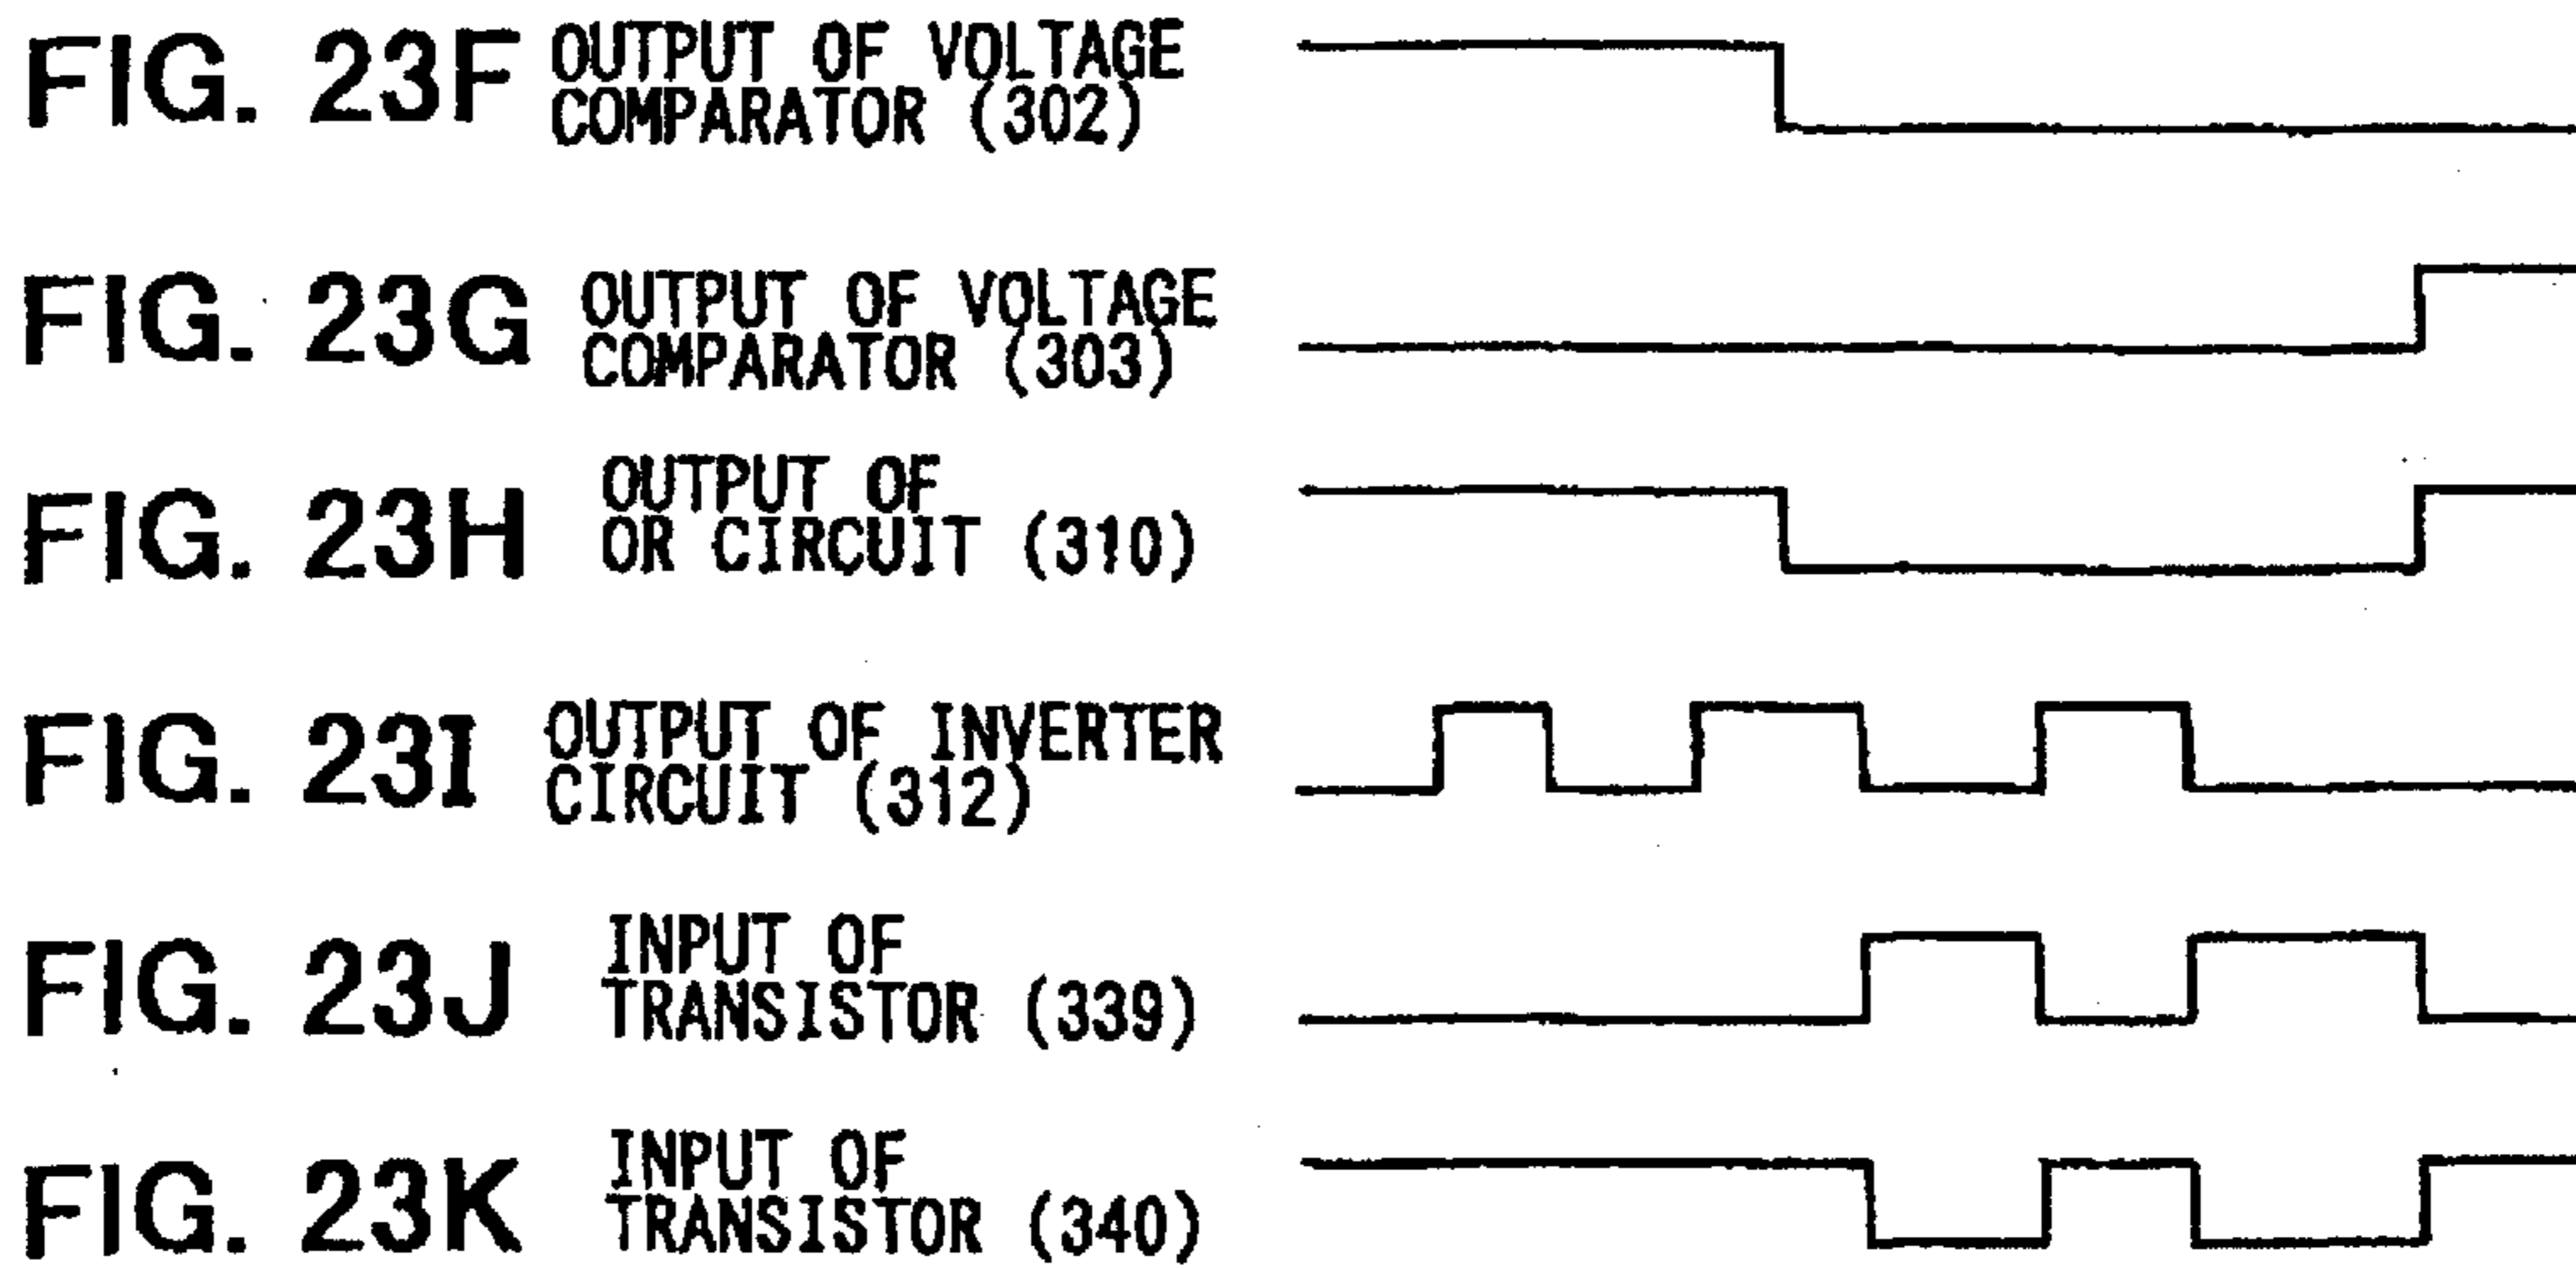 FIG. 23F OUTPUT OF VOLTAGE
COMPARATOR (302)
FIG. 23G OUTPUT OF VOLTAGE
COMPARATOR (303)
FIG. 23H OUTPUT OF
OR CIRCUIT (310)
FIG. 23I OUTPUT OF INVERTER
CIRCUIT (312)
FIG. 23J INPUT OF
TRANSISTOR (339)
FIG. 23K INPUT OF
TRANSISTOR (340)